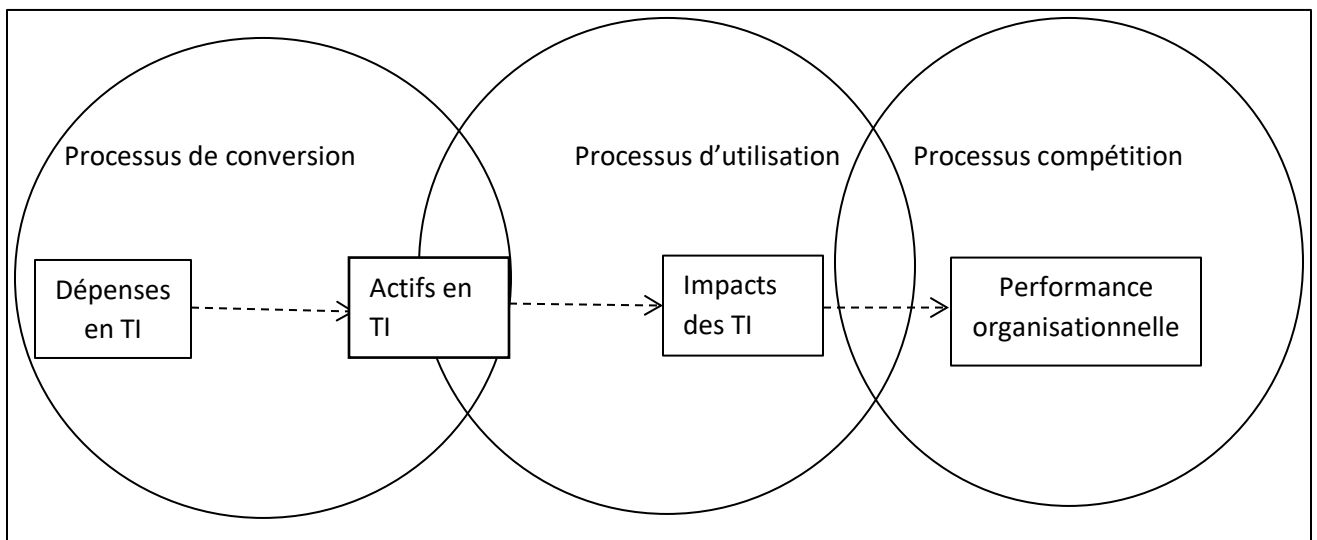 Processus de conversion
Processus d’utilisation
Processus compétition
Dépenses
en TI
Actifs en
TI
Impacts
des TI
Performance
organisationnelle